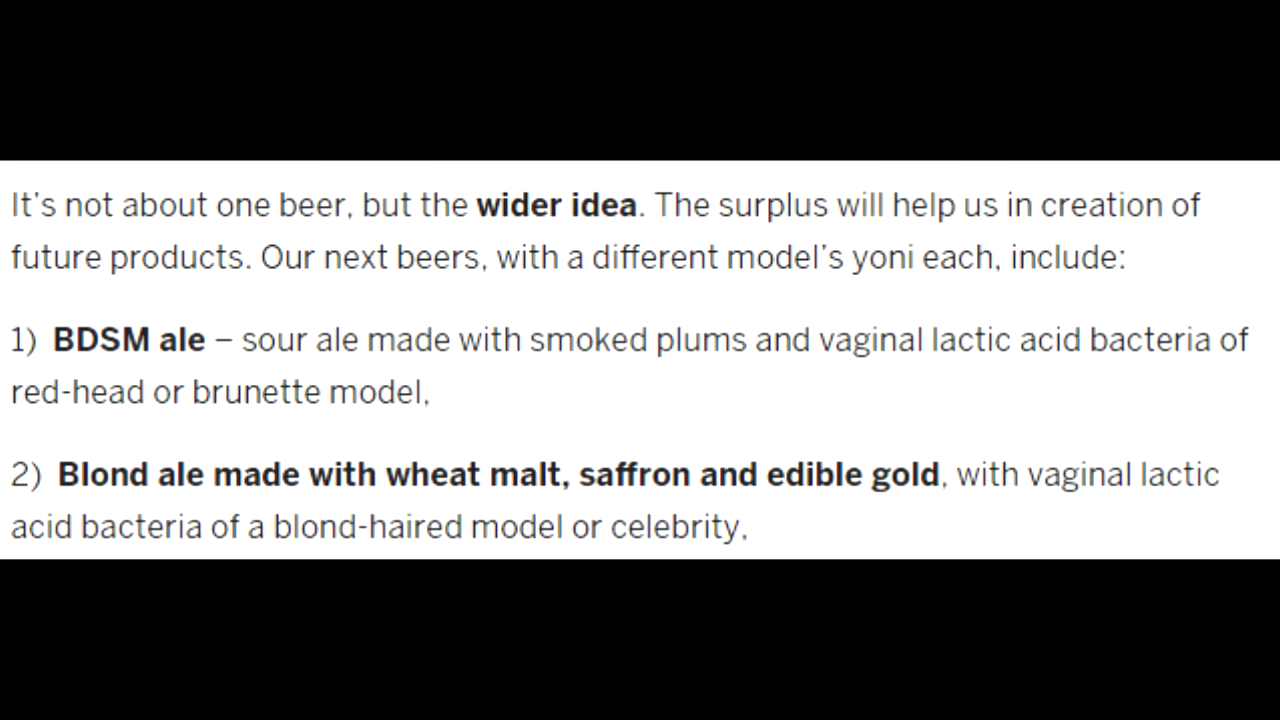 It's not about one beer, but the wider idea. The surplus will help us in creation of
future products. Our next beers, with a different model's yoni each, include:
1) BDSM ale – sour ale made with smoked plums and vaginal lactic acid bacteria of
red-head or brunette model,
2) Blond ale made with wheat malt, saffron and edible gold, with vaginal lactic
acid bacteria of a blond-haired model or celebrity,